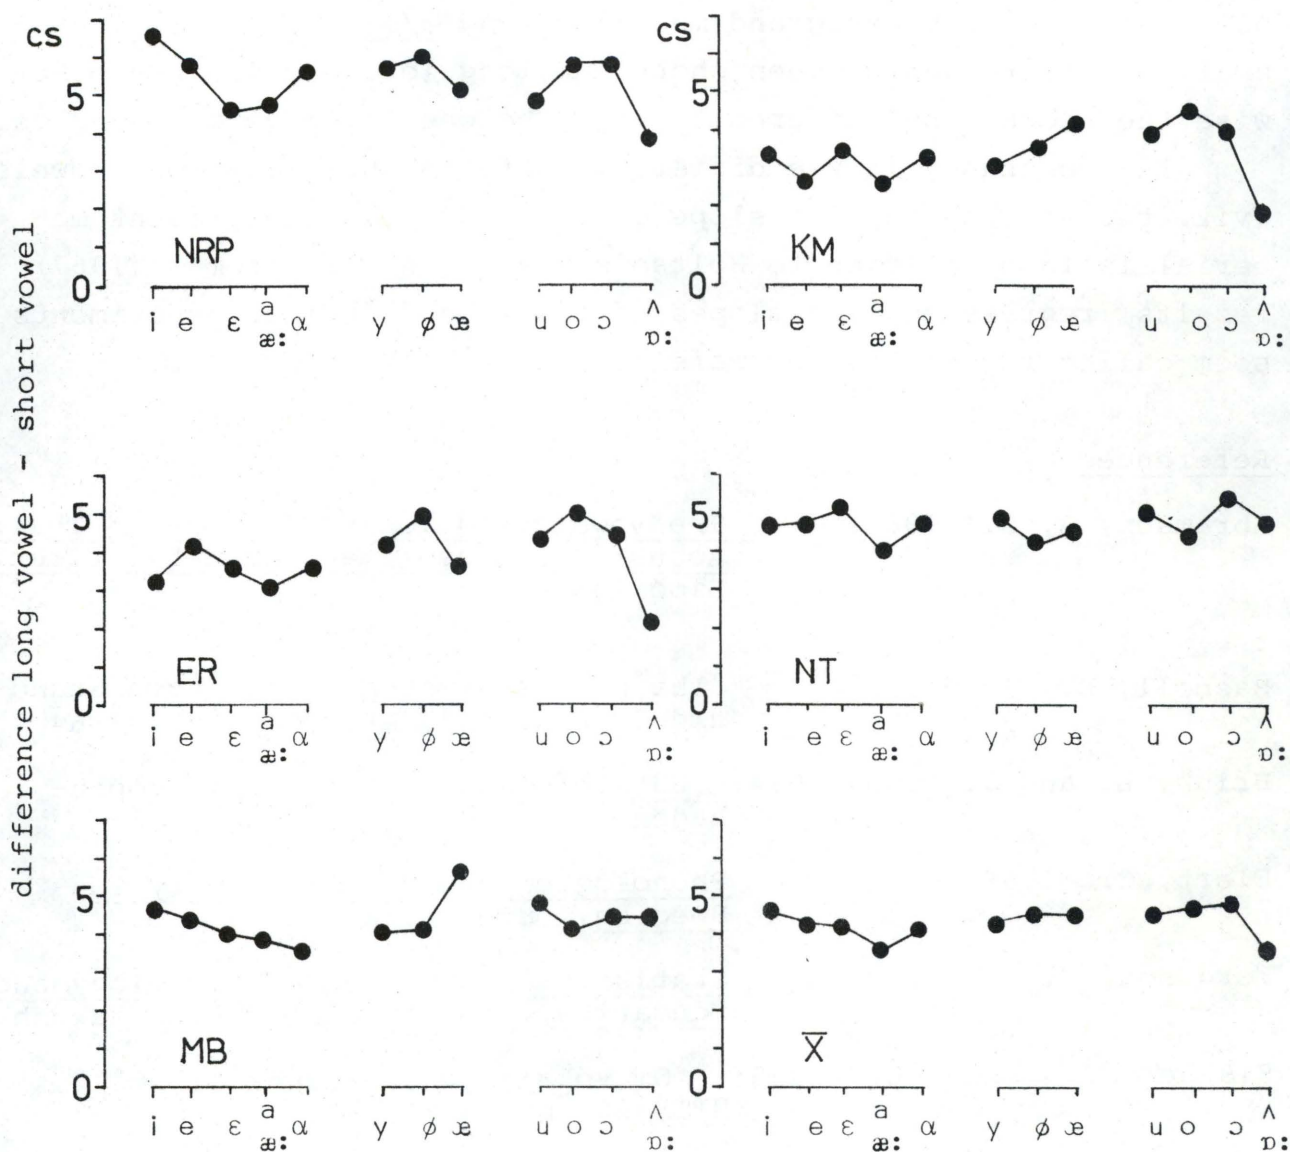 difference long vowel - short vowel
cs
5
0
NRP
i e ɛ a ɑ
æ:
y ø œ
u o ɔ ʌ
ɒ:
cs
5
0
KM
i e ɛ a ɑ
æ:
y ø œ
u o ɔ ʌ
ɒ:
5
0
ER
i e ɛ a ɑ
æ:
y ø œ
u o ɔ ʌ
ɒ:
5
0
NT
i e ɛ a ɑ
æ:
y ø œ
u o ɔ ʌ
ɒ:
5
0
MB
i e ɛ a ɑ
æ:
y ø œ
u o ɔ ʌ
ɒ:
5
0
X̅
i e ɛ a ɑ
æ:
y ø œ
u o ɔ ʌ
ɒ: